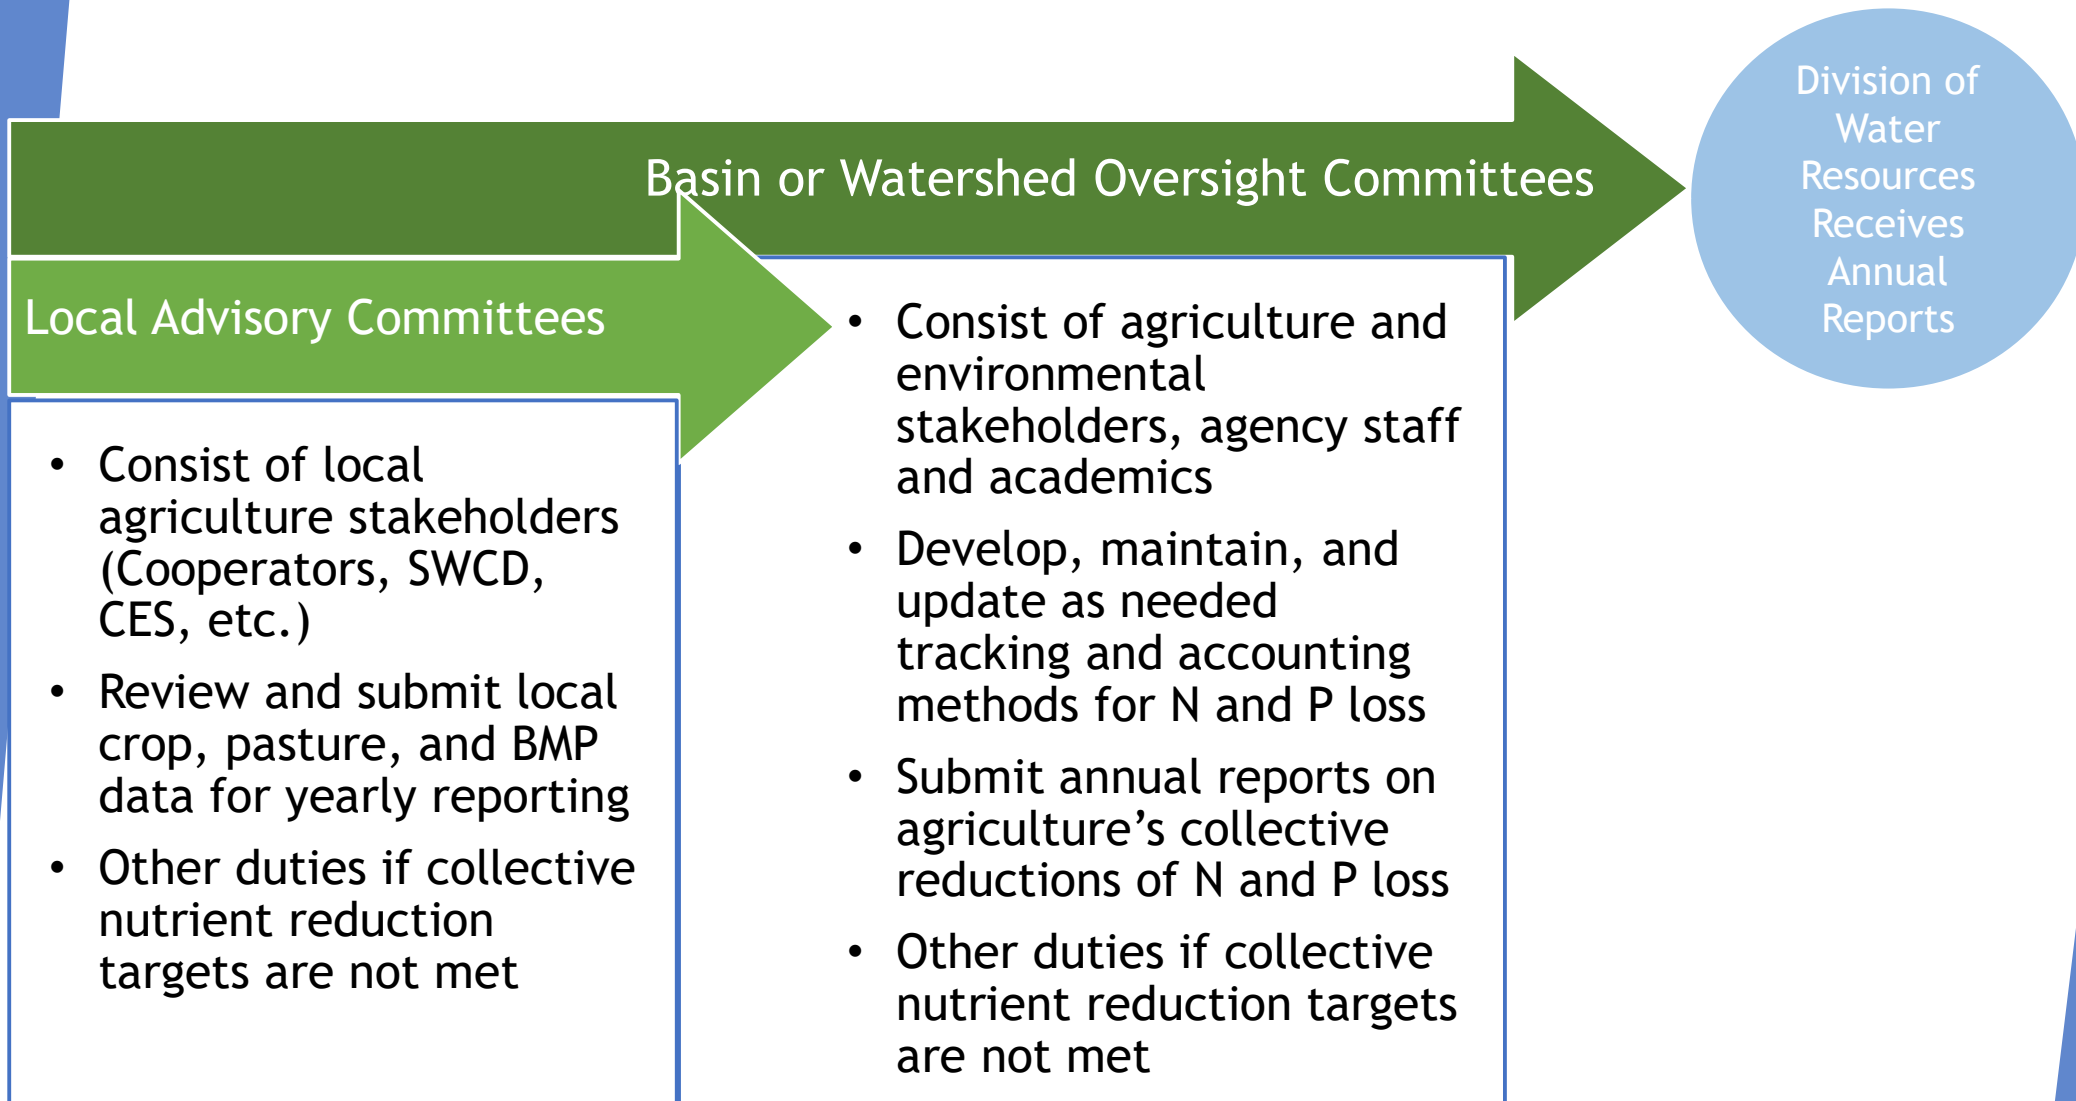 Basin or Watershed Oversight Committees
Division of
Water
Resources
Receives
Annual
Reports
Local Advisory Committees
• Consist of local
agriculture stakeholders
(Cooperators, SWCD,
CES, etc.)
• Review and submit local
crop, pasture, and BMP
data for yearly reporting
• Other duties if collective
nutrient reduction
targets are not met
• Consist of agriculture and
environmental
stakeholders, agency staff
and academics
• Develop, maintain, and
update as needed
tracking and accounting
methods for N and P loss
• Submit annual reports on
agriculture’s collective
reductions of N and P loss
• Other duties if collective
nutrient reduction targets
are not met